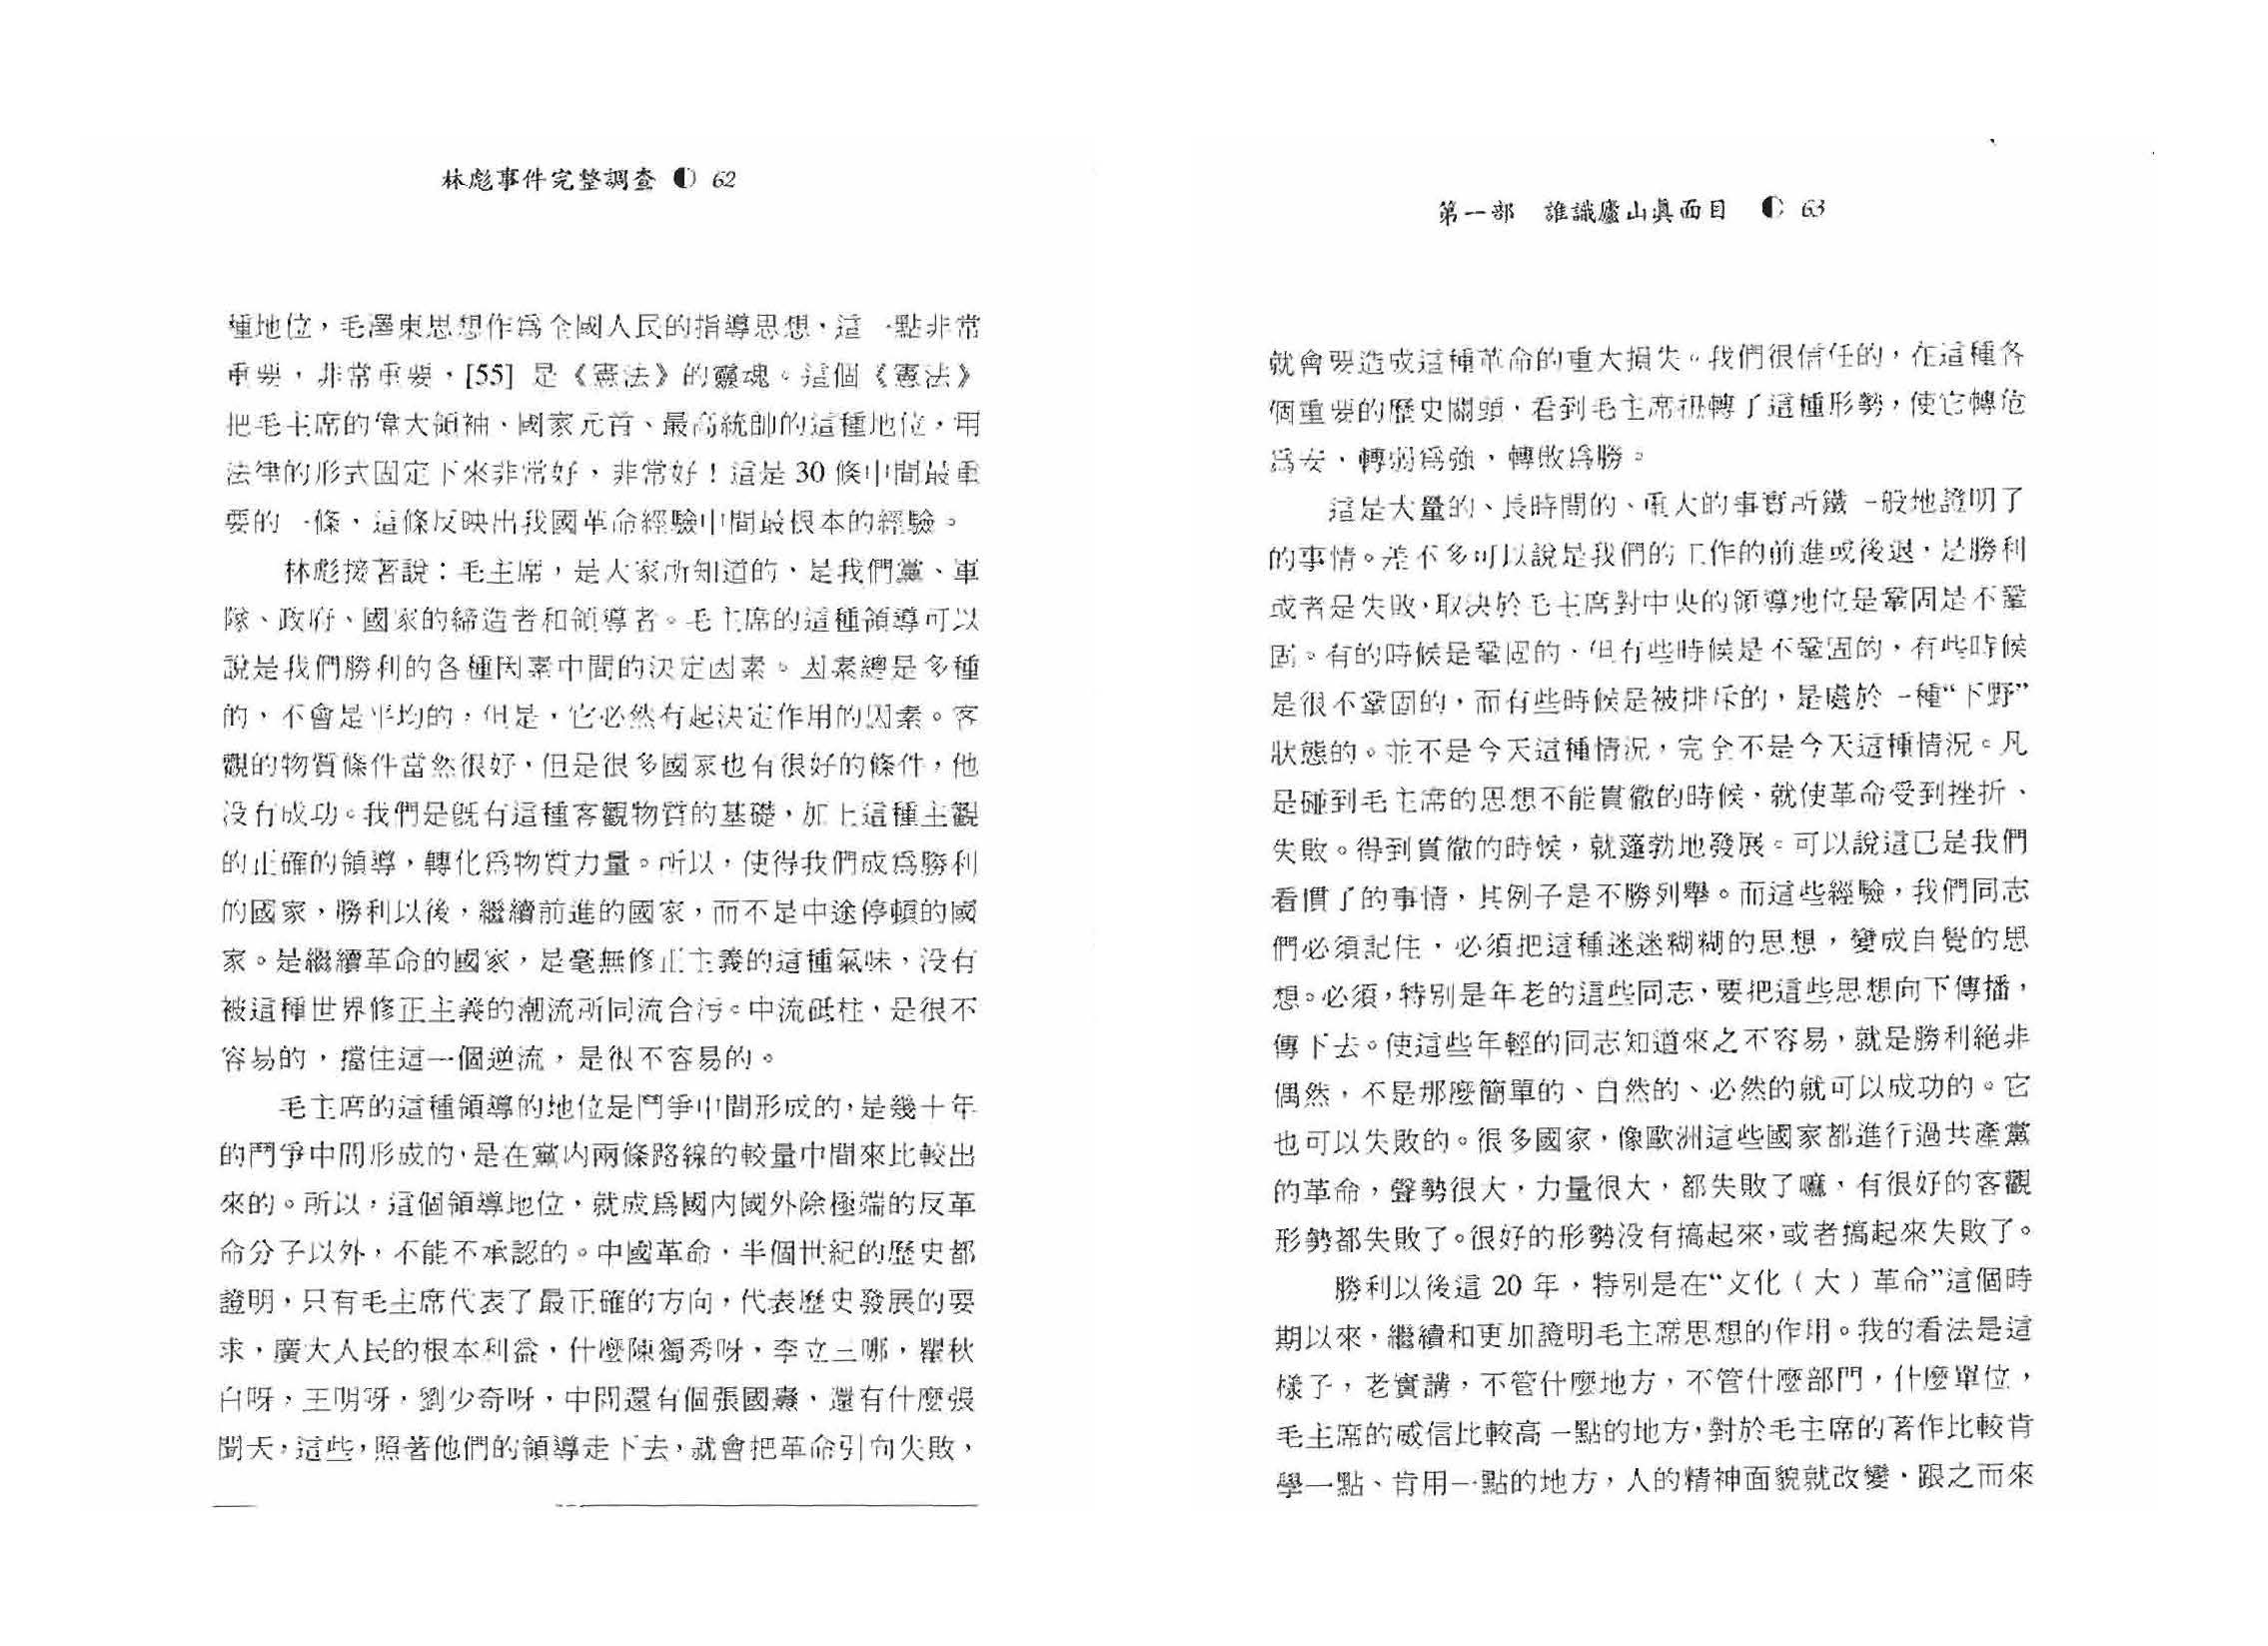 林彪事件完整調查 62
種地位，毛澤東思想作爲全國人民的指導思想，這一點非常
重要，非常重要，[55] 是《憲法》的靈魂。這個《憲法》
把毛主席的偉大領袖、國家元首、最高統帥的這種地位，用
法律的形式固定下來非常好，非常好！這是 30 條中間最重
要的一條，這條反映出我國革命經驗中間最根本的經驗。
林彪接著說：毛主席，是大家所知道的，是我們黨、軍
隊、政府、國家的締造者和領導者。毛主席的這種領導可以
說是我們勝利的各種因素中間的決定因素。因素總是多種
的，不會是平均的，但是，它必然有起決定作用的因素。客
觀的物質條件當然很好，但是很多國家也有很好的條件，他
沒有成功。我們是既有這種客觀物質的基礎，加上這種主觀
的正確的領導，轉化爲物質力量。所以，使得我們成爲勝利
的國家，勝利以後，繼續前進的國家，而不是中途停頓的國
家。是繼續革命的國家，是毫無修正主義的這種氣味，没有
被這種世界修正主義的潮流所同流合污。中流砥柱，是很不
容易的，擋住這一個逆流，是很不容易的。
毛主席的這種領導的地位是鬥爭中間形成的，是幾十年
的鬥爭中間形成的，是在黨内兩條路線的較量中間來比較出
來的。所以，這個領導地位，就成爲國内國外除極端的反革
命分子以外，不能不承認的。中國革命，半個世紀的歷史都
證明，只有毛主席代表了最正確的方向，代表歷史發展的要
求，廣大人民的根本利益，什麼陳獨秀呀，李立三哪，瞿秋
白呀，王明呀，劉少奇呀，中間還有個張國燾，還有什麼張
聞天，這些，照著他們的領導走下去，就會把革命引向失敗，
第一部 誰識廬山真面目 63
就會要造成這種革命的重大損失。我們很信任的，在這種各
個重要的歷史關頭，看到毛主席扭轉了這種形勢，使它轉危
爲安，轉弱爲強，轉敗爲勝。
這是大量的、長時間的、重大的事實所鐵一般地證明了
的事情。差不多可以說是我們的工作的前進或後退，是勝利
或者是失敗，取決於毛主席對中央的領導地位是鞏固是不鞏
固。有的時候是鞏固的，但有些時候是不鞏固的，有些時候
是很不鞏固的，而有些時候是被排斥的，是處於一種“下野”
狀態的。並不是今天這種情況，完全不是今天這種情況。凡
是碰到毛主席的思想不能貫徹的時候，就使革命受到挫折、
失敗。得到貫徹的時候，就蓬勃地發展。可以說這已是我們
看慣了的事情，其例子是不勝列舉。而這些經驗，我們同志
們必須記住，必須把這種迷迷糊糊的思想，變成自覺的思
想。必須，特別是年老的這些同志，要把這些思想向下傳播，
傳下去。使這些年輕的同志知道來之不容易，就是勝利絕非
偶然，不是那麼簡單的、自然的、必然的就可以成功的。它
也可以失敗的。很多國家，像歐洲這些國家都進行過共產黨
的革命，聲勢很大，力量很大，都失敗了嘛，有很好的客觀
形勢都失敗了。很好的形勢没有搞起來，或者搞起來失敗了。
勝利以後這 20 年，特別是在“文化（大）革命”這個時
期以來，繼續和更加證明毛主席思想的作用。我的看法是這
樣子，老實講，不管什麼地方，不管什麼部門，什麼單位，
毛主席的威信比較高一點的地方，對於毛主席的著作比較肯
學一點、肯用一點的地方，人的精神面貌就改變，跟之而來